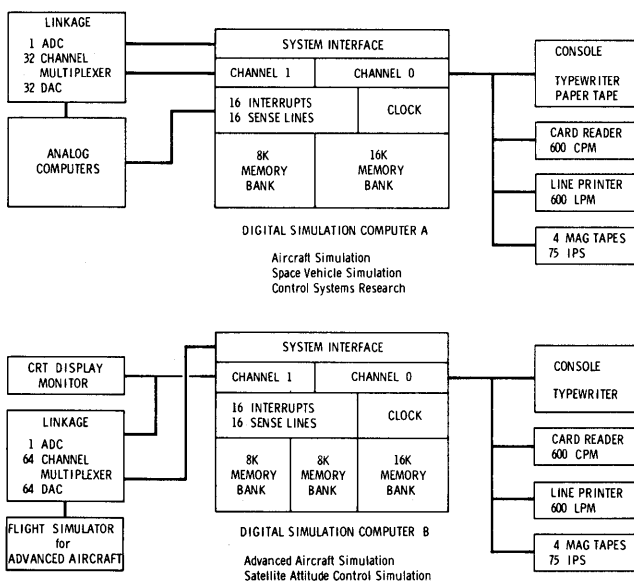 LINKAGE
1 ADC
32 CHANNEL
MULTIPLEXER
32 DAC
ANALOG
COMPUTERS
SYSTEM INTERFACE
CHANNEL 1
CHANNEL 0
16 INTERRUPTS
16 SENSE LINES
CLOCK
8K
MEMORY
BANK
16K
MEMORY
BANK
CONSOLE
TYPEWRITER
PAPER TAPE
CARD READER
600 CPM
LINE PRINTER
600 LPM
4 MAG TAPES
75 IPS
DIGITAL SIMULATION COMPUTER A
Aircraft Simulation
Space Vehicle Simulation
Control Systems Research
CRT DISPLAY
MONITOR
LINKAGE
1 ADC
64 CHANNEL
MULTIPLEXER
64 DAC
FLIGHT SIMULATOR
for
ADVANCED AIRCRAFT
SYSTEM INTERFACE
CHANNEL 1
CHANNEL 0
16 INTERRUPTS
16 SENSE LINES
CLOCK
8K
MEMORY
BANK
8K
MEMORY
BANK
16K
MEMORY
BANK
CONSOLE
TYPEWRITER
CARD READER
600 CPM
LINE PRINTER
600 LPM
4 MAG TAPES
75 IPS
DIGITAL SIMULATION COMPUTER B
Advanced Aircraft Simulation
Satellite Attitude Control Simulation